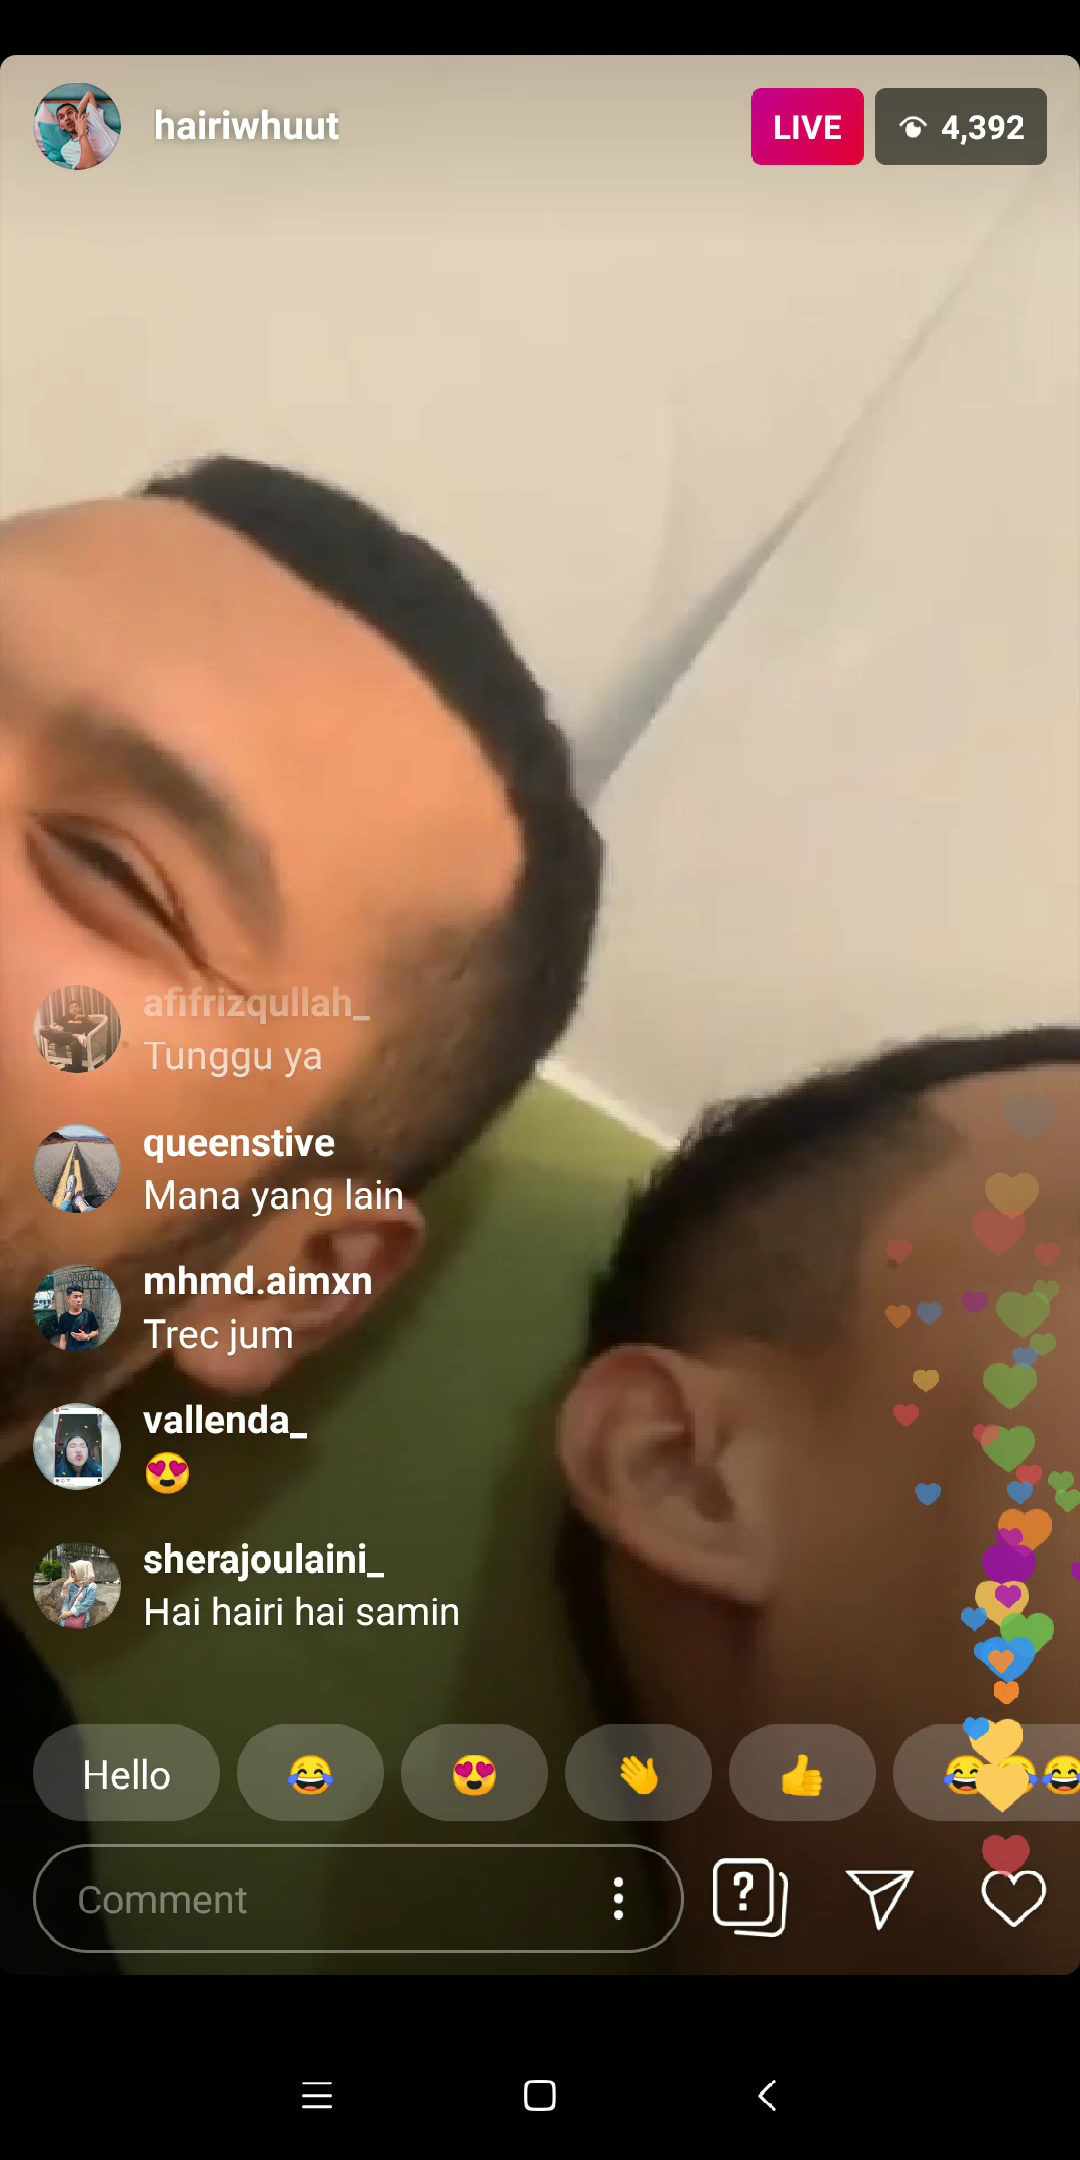 hairiwhuut
LIVE
4,392
afifrizqullah_
Tunggu ya
queenstive
Mana yang lain
mhmd.aimxn
Trec jum
vallenda_
😍
sherajoulaini_
Hai hairi hai samin
Hello 😂 😍 👋 👍 😂😂😂
Comment
?